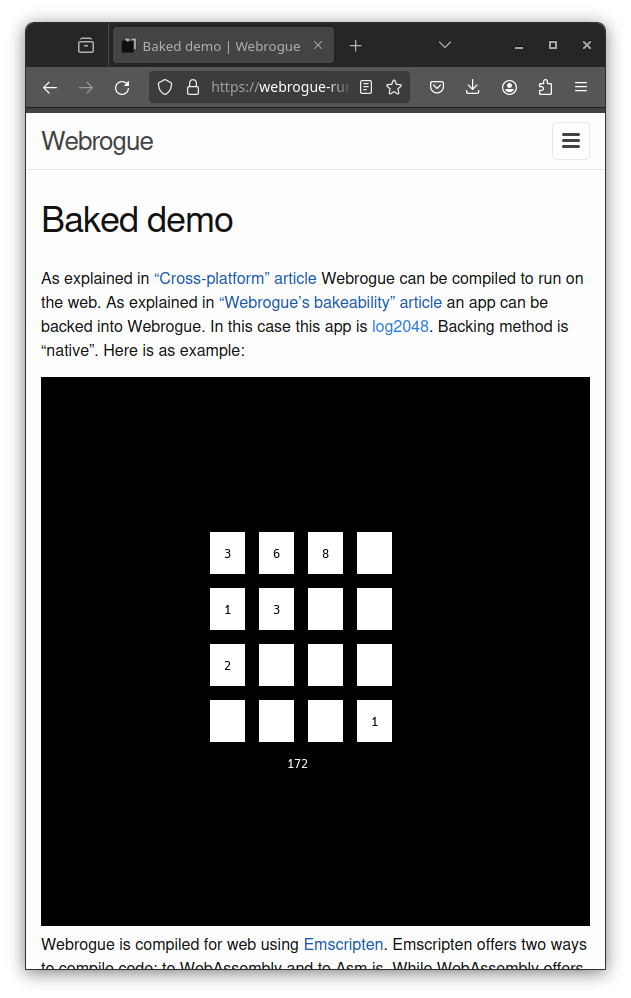 Baked demo | Webrogue
https://webrogue-ru
Webrogue
Baked demo
As explained in “Cross-platform” article Webrogue can be compiled to run on
the web. As explained in “Webrogue’s bakeability” article an app can be
backed into Webrogue. In this case this app is log2048. Backing method is
“native”. Here is as example:
3 6 8
1 3
2
1
172
Webrogue is compiled for web using Emscripten. Emscripten offers two ways
to compile code: to WebAssembly and to Asm.js. While WebAssembly offers